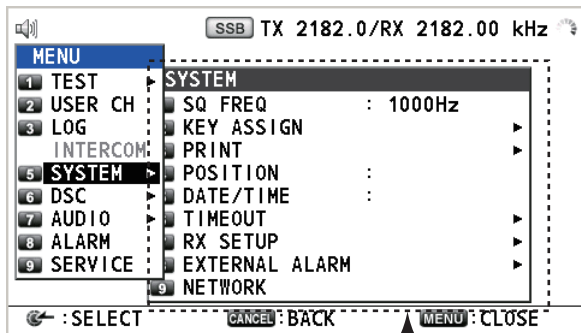 SSB TX 2182.0/RX 2182.00 kHz
MENU
1 TEST
2 USER CH
3 LOG
INTERCOM
5 SYSTEM
6 DSC
7 AUDIO
8 ALARM
9 SERVICE
SYSTEM
SQ FREQ : 1000Hz
KEY ASSIGN
PRINT
POSITION :
DATE/TIME :
TIMEOUT
RX SETUP
EXTERNAL ALARM
9 NETWORK
: SELECT CANCEL : BACK MENU : CLOSE